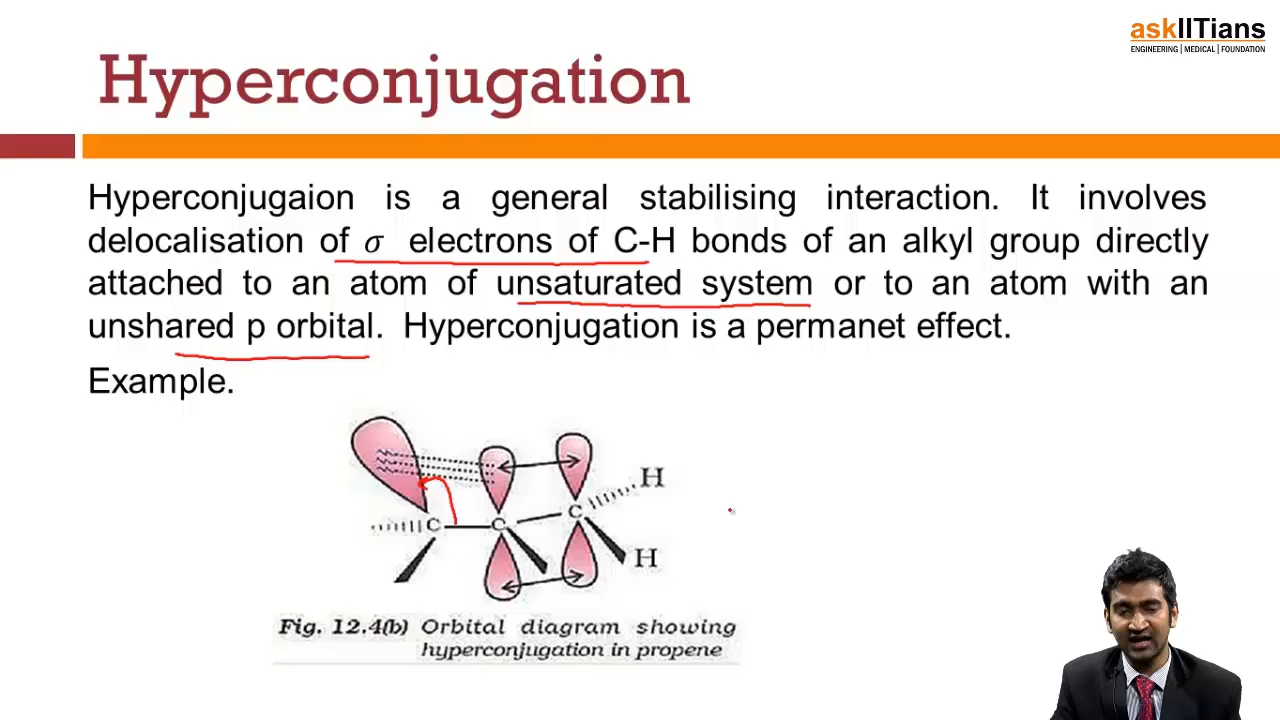 askIITians
ENGINEERING | MEDICAL | FOUNDATION
Hyperconjugation
Hyperconjugaion is a general stabilising interaction. It involves
delocalisation of σ electrons of C-H bonds of an alkyl group directly
attached to an atom of unsaturated system or to an atom with an
unshared p orbital. Hyperconjugation is a permanet effect.
Example.
H
C C C
H
Fig. 12.4(b) Orbital diagram showing
hyperconjugation in propene